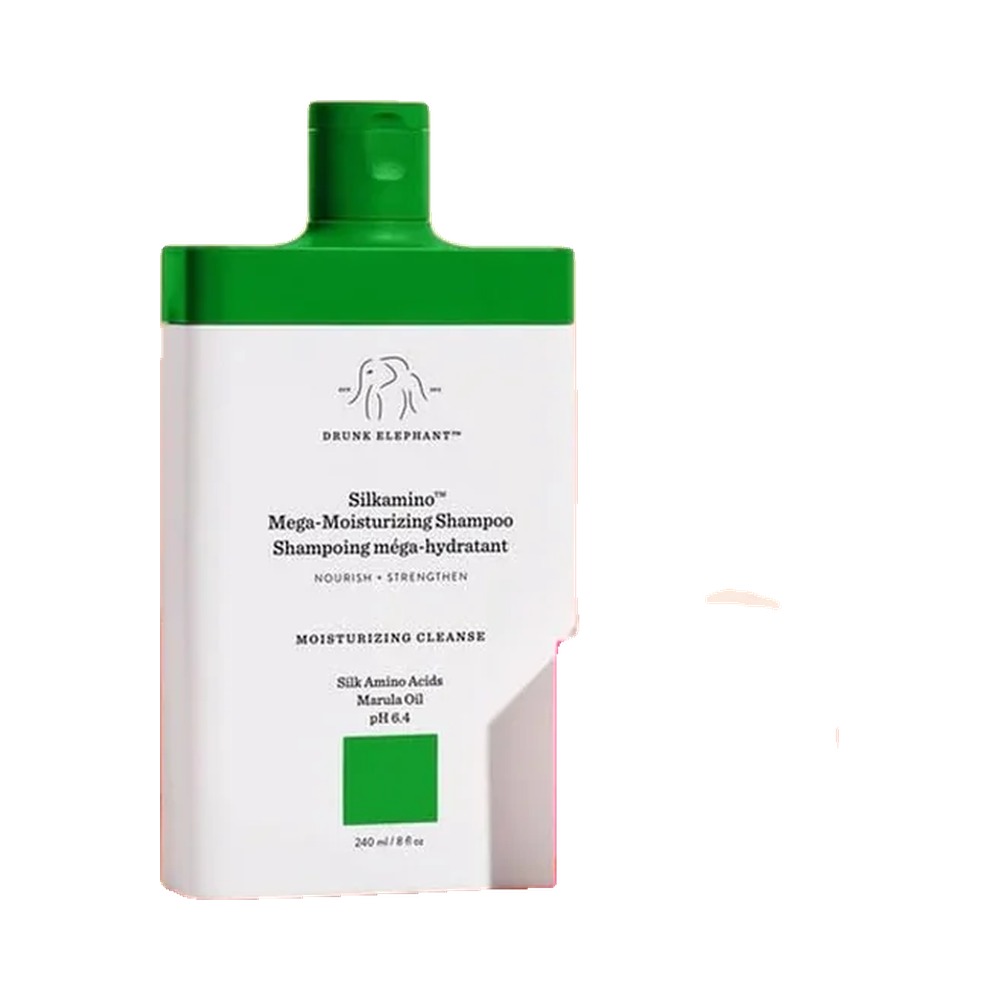 DRUNK ELEPHANT™
Silkamino™
Mega-Moisturizing Shampoo
Shampoing méga-hydratant
NOURISH • STRENGTHEN
MOISTURIZING CLEANSE
Silk Amino Acids
Marula Oil
pH 6.4
240 ml / 8 fl oz